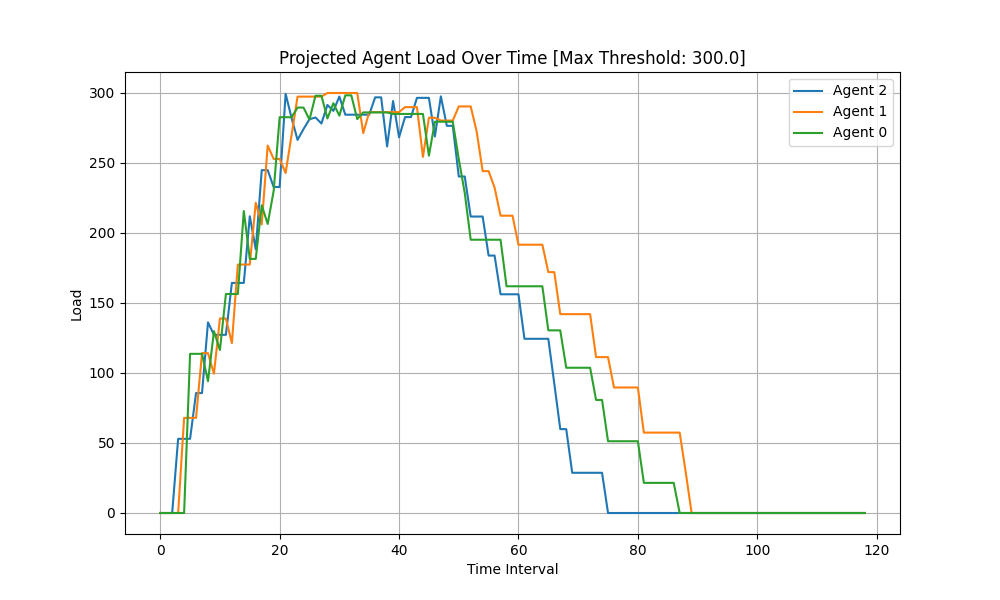 Projected Agent Load Over Time [Max Threshold: 300.0]
Agent 2
Agent 1
Agent 0
Load
300
250
200
150
100
50
0
0 20 40 60 80 100 120
Time Interval